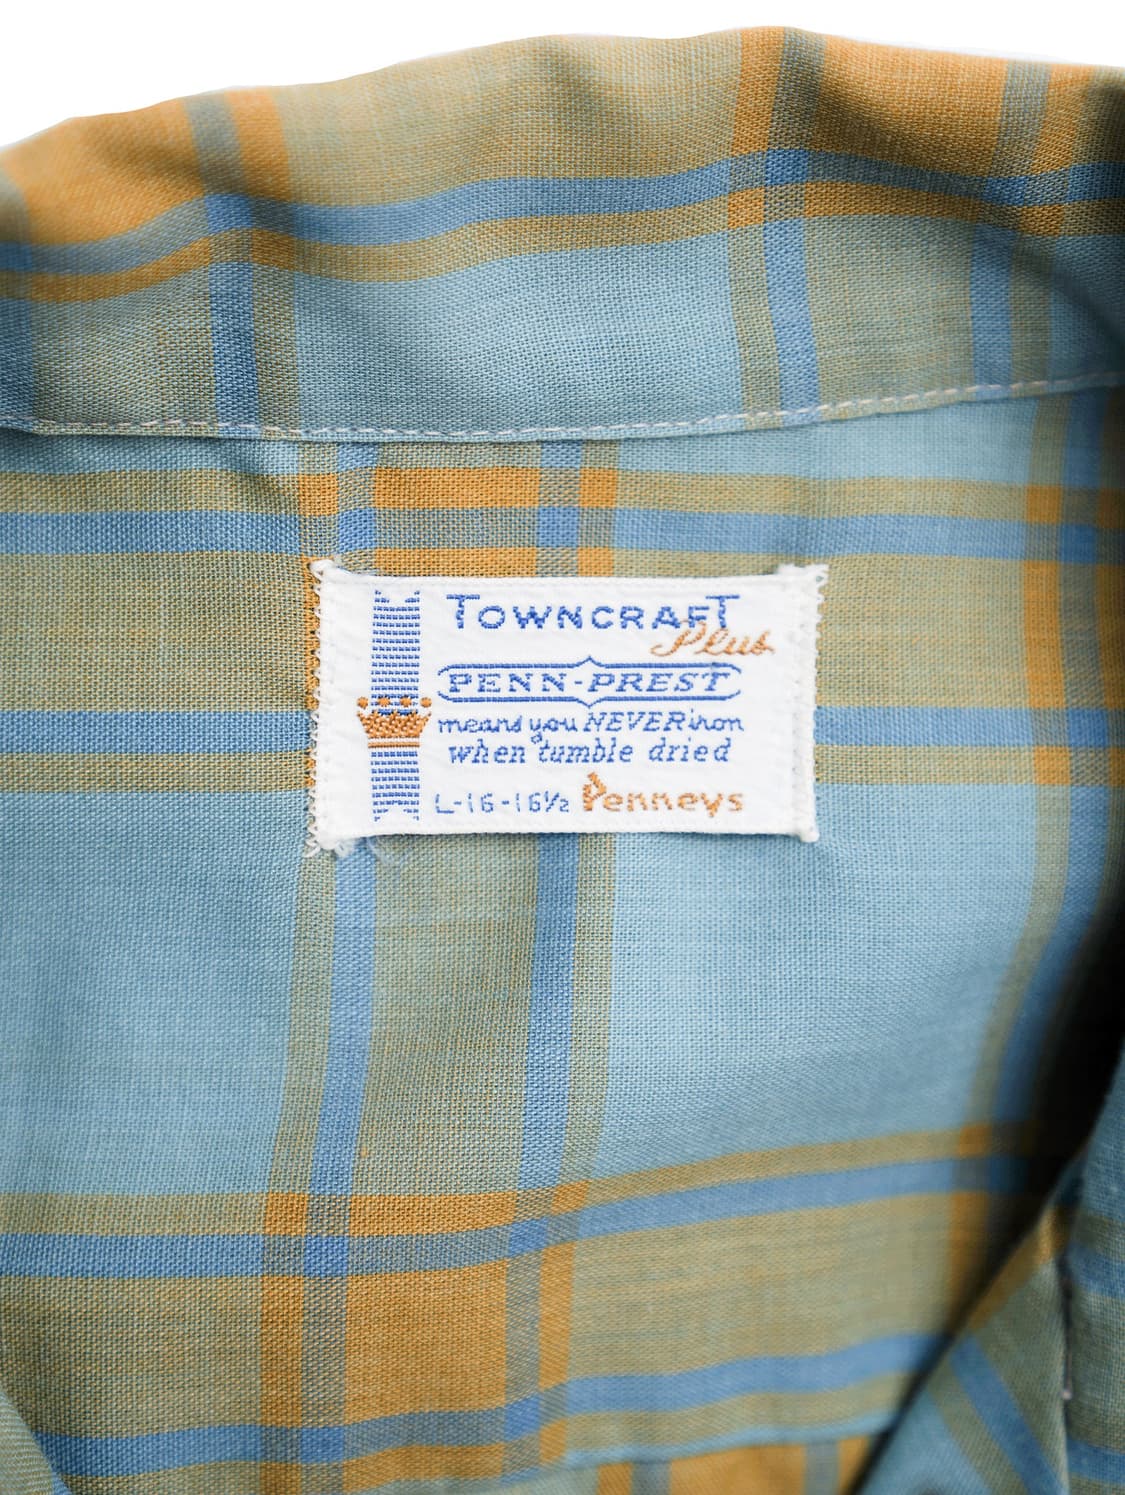 TOWNCRAFT
Plus
PENN-PREST
means you NEVER iron
when tumble dried
L-16-16½ Penneys